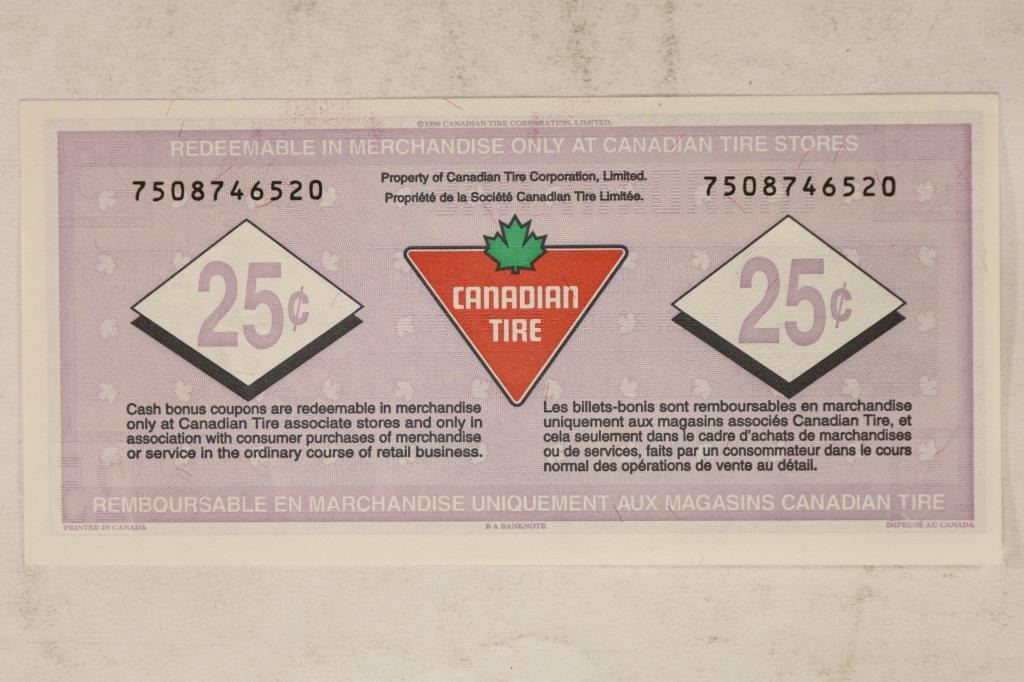 ©1996 CANADIAN TIRE CORPORATION, LIMITED.
REDEEMABLE IN MERCHANDISE ONLY AT CANADIAN TIRE STORES
7508746520
Property of Canadian Tire Corporation, Limited.
Propriété de la Société Canadian Tire Limitée.
7508746520
25¢
CANADIAN
TIRE
25¢
Cash bonus coupons are redeemable in merchandise
only at Canadian Tire associate stores and only in
association with consumer purchases of merchandise
or service in the ordinary course of retail business.
Les billets-bonis sont remboursables en marchandise
uniquement aux magasins associés Canadian Tire, et
cela seulement dans le cadre d'achats de marchandises
ou de services, faits par un consommateur dans le cours
normal des opérations de vente au détail.
REMBOURSABLE EN MARCHANDISE UNIQUEMENT AUX MAGASINS CANADIAN TIRE
PRINTED IN CANADA
B A BANKNOTE
IMPRIMÉ AU CANADA